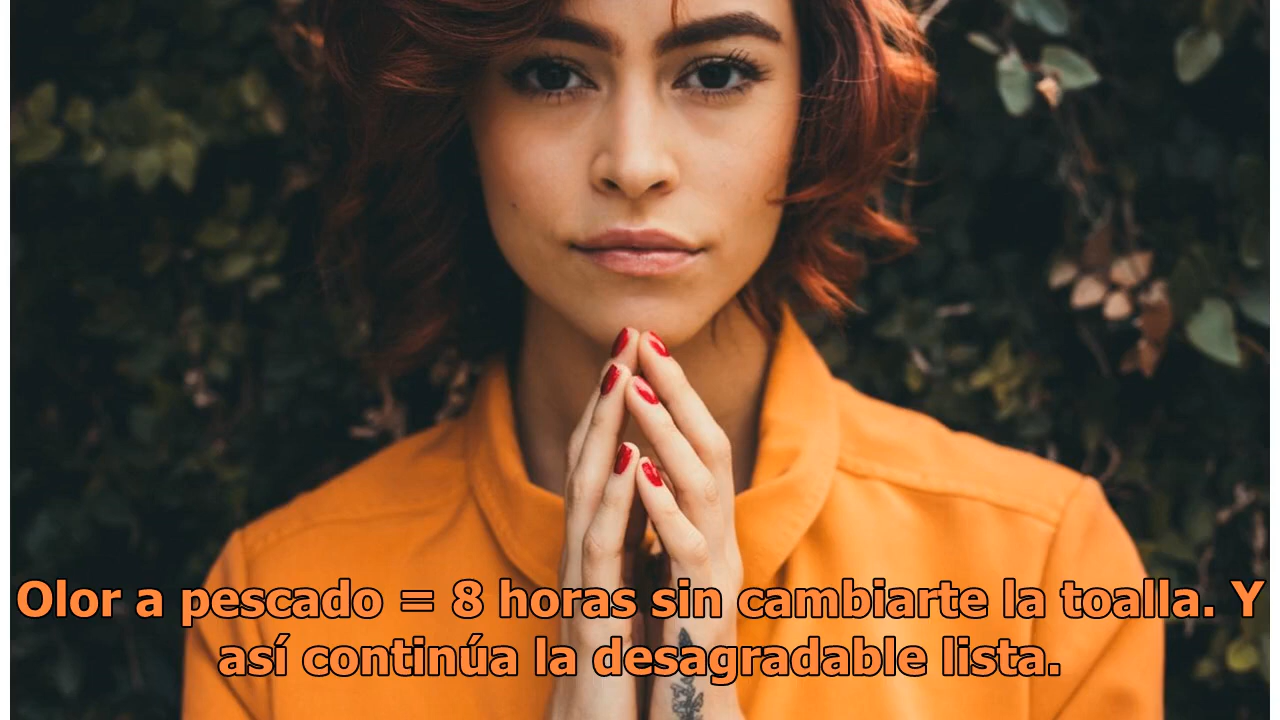 Olor a pescado = 8 horas sin cambiarte la toalla. Y
así continúa la desagradable lista.